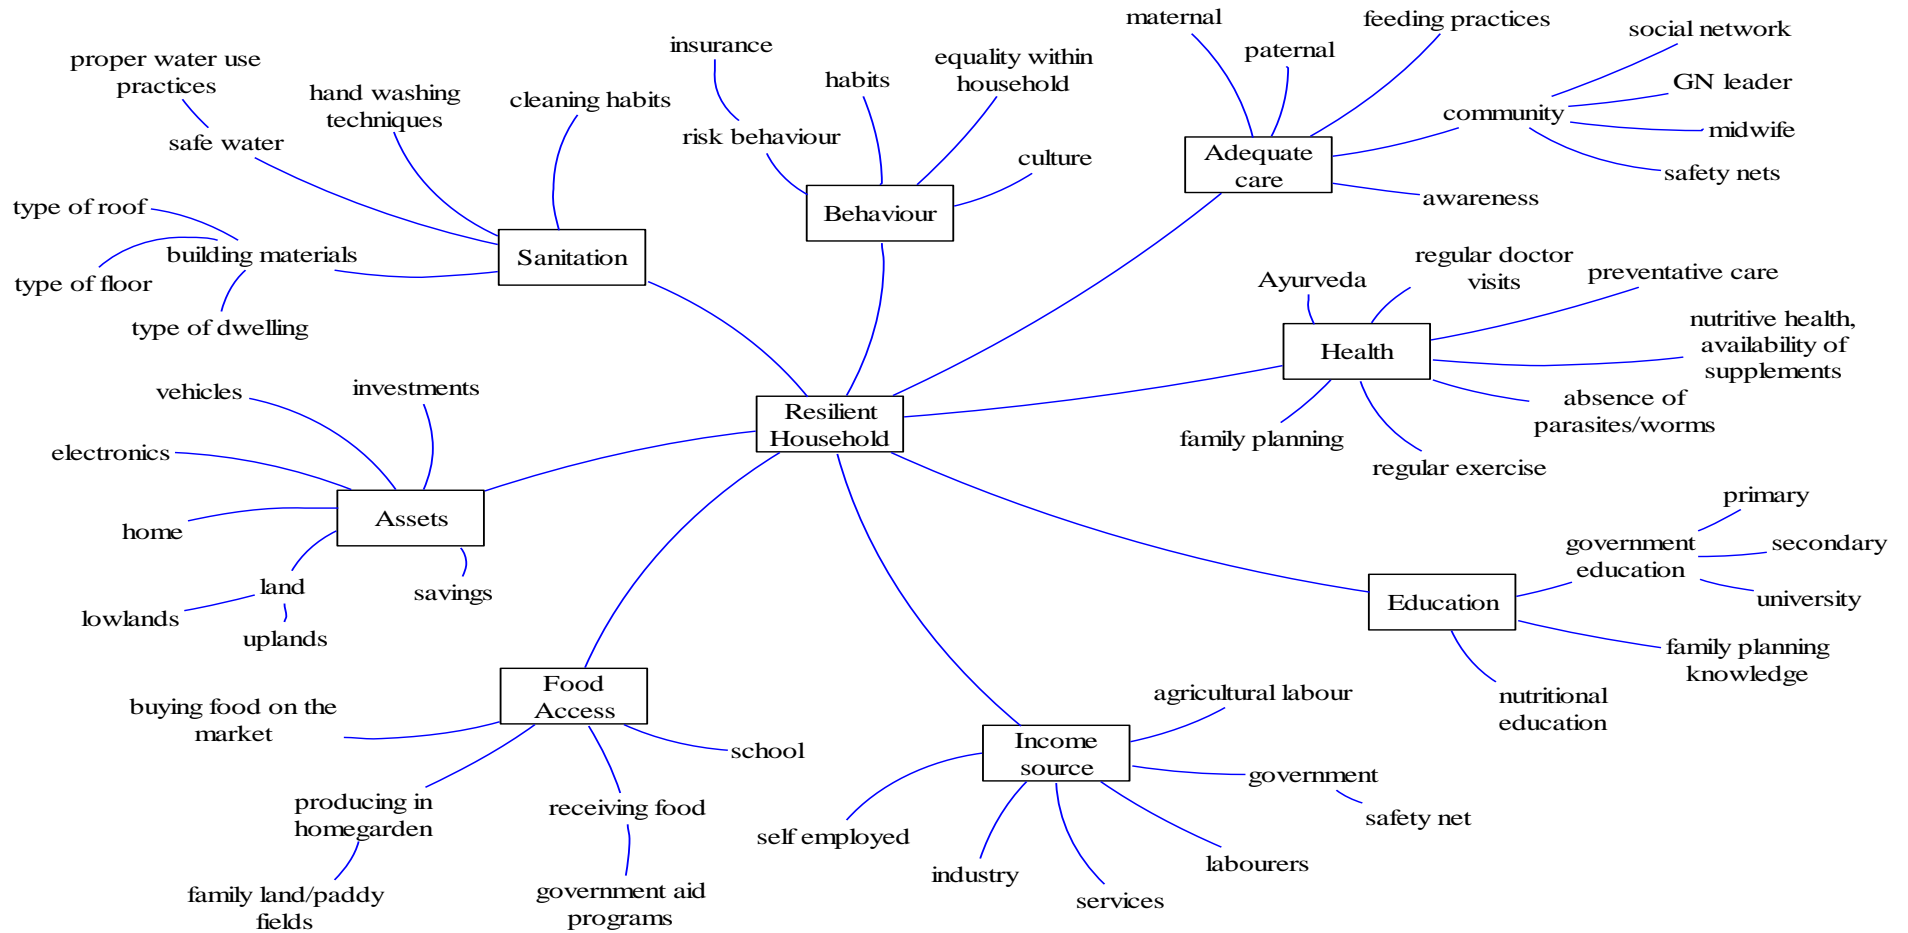 maternal
feeding practices
social network
insurance
paternal
equality within
household
proper water use
practices
habits
GN leader
hand washing
techniques
cleaning habits
community
risk behaviour
midwife
safe water
Adequate
care
culture
safety nets
awareness
type of roof
Behaviour
building materials
Sanitation
regular doctor
visits
preventative care
Ayurveda
type of floor
type of dwelling
nutritive health,
availability of
supplements
Health
vehicles
investments
Resilient
Household
absence of
parasites/worms
family planning
electronics
regular exercise
primary
Assets
home
government
education
secondary
land
savings
Education
university
lowlands
uplands
family planning
knowledge
Food
Access
nutritional
education
agricultural labour
buying food on the
market
school
Income
source
government
producing in
homegarden
receiving food
safety net
self employed
labourers
industry
services
family land/paddy
fields
government aid
programs